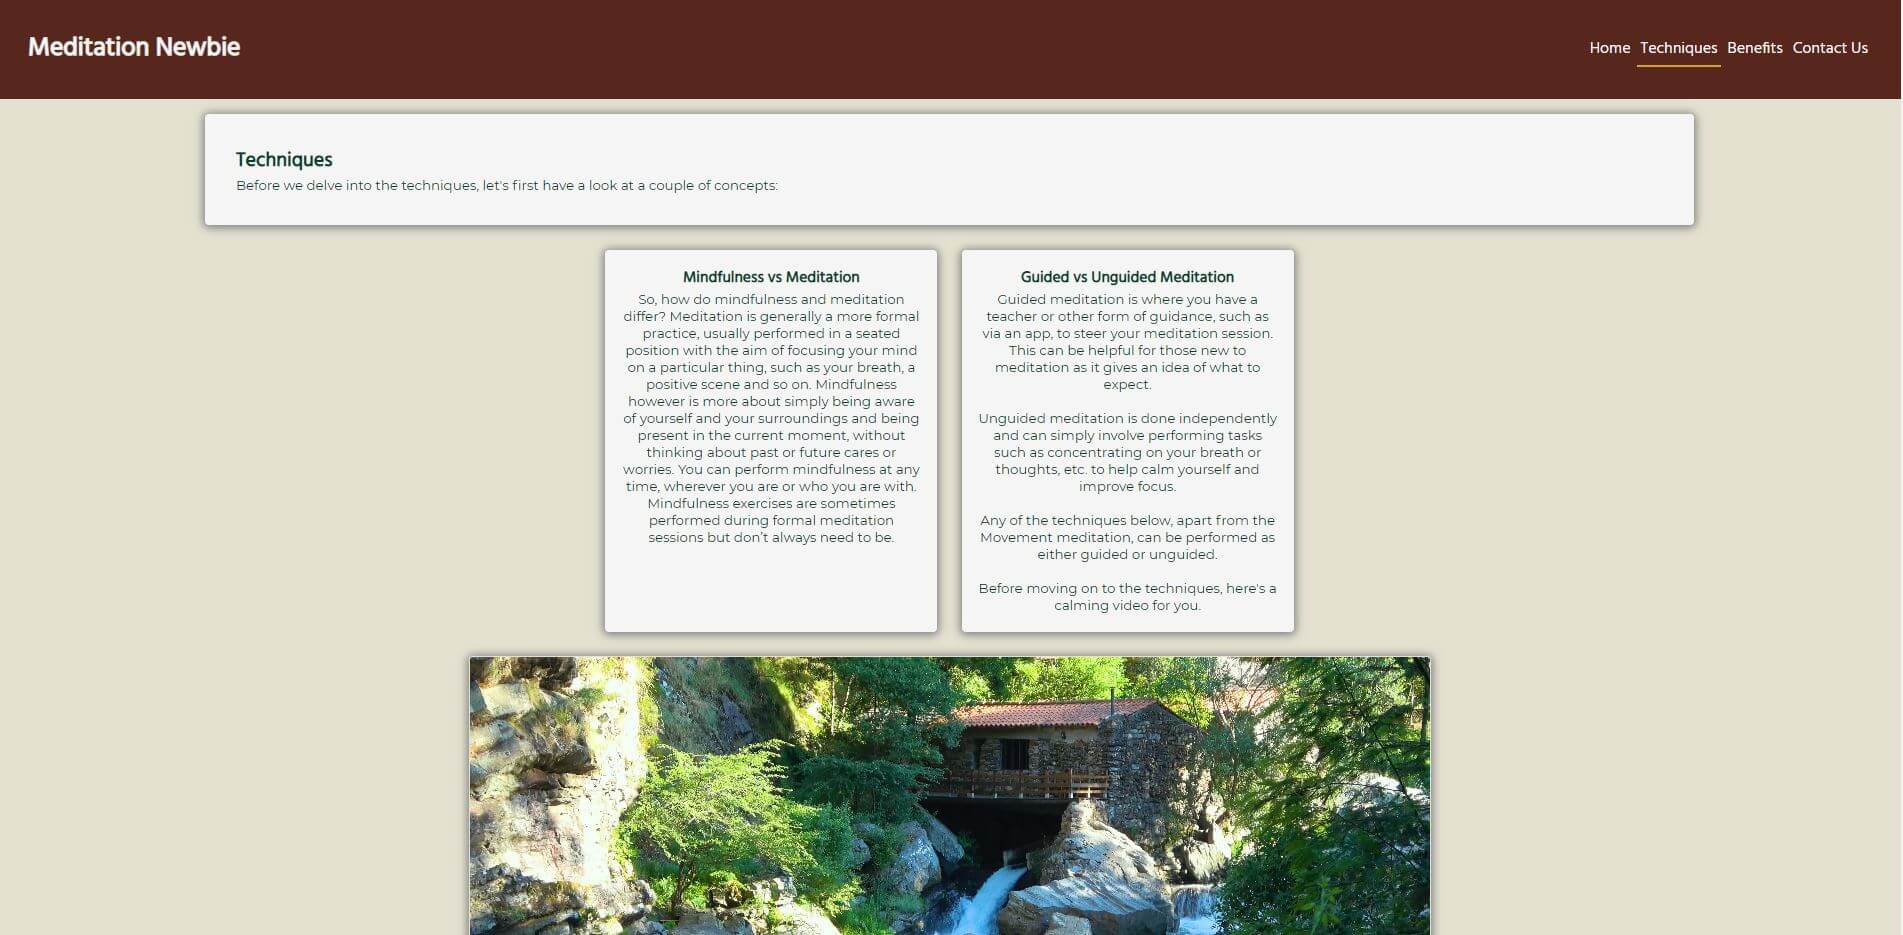 Meditation Newbie
Home Techniques Benefits Contact Us
Techniques
Before we delve into the techniques, let's first have a look at a couple of concepts:
Mindfulness vs Meditation
So, how do mindfulness and meditation
differ? Meditation is generally a more formal
practice, usually performed in a seated
position with the aim of focusing your mind
on a particular thing, such as your breath, a
positive scene and so on. Mindfulness
however is more about simply being aware
of yourself and your surroundings and being
present in the current moment, without
thinking about past or future cares or
worries. You can perform mindfulness at any
time, wherever you are or who you are with.
Mindfulness exercises are sometimes
performed during formal meditation
sessions but don’t always need to be.
Guided vs Unguided Meditation
Guided meditation is where you have a
teacher or other form of guidance, such as
via an app, to steer your meditation session.
This can be helpful for those new to
meditation as it gives an idea of what to
expect.
Unguided meditation is done independently
and can simply involve performing tasks
such as concentrating on your breath or
thoughts, etc. to help calm yourself and
improve focus.
Any of the techniques below, apart from the
Movement meditation, can be performed as
either guided or unguided.
Before moving on to the techniques, here's a
calming video for you.